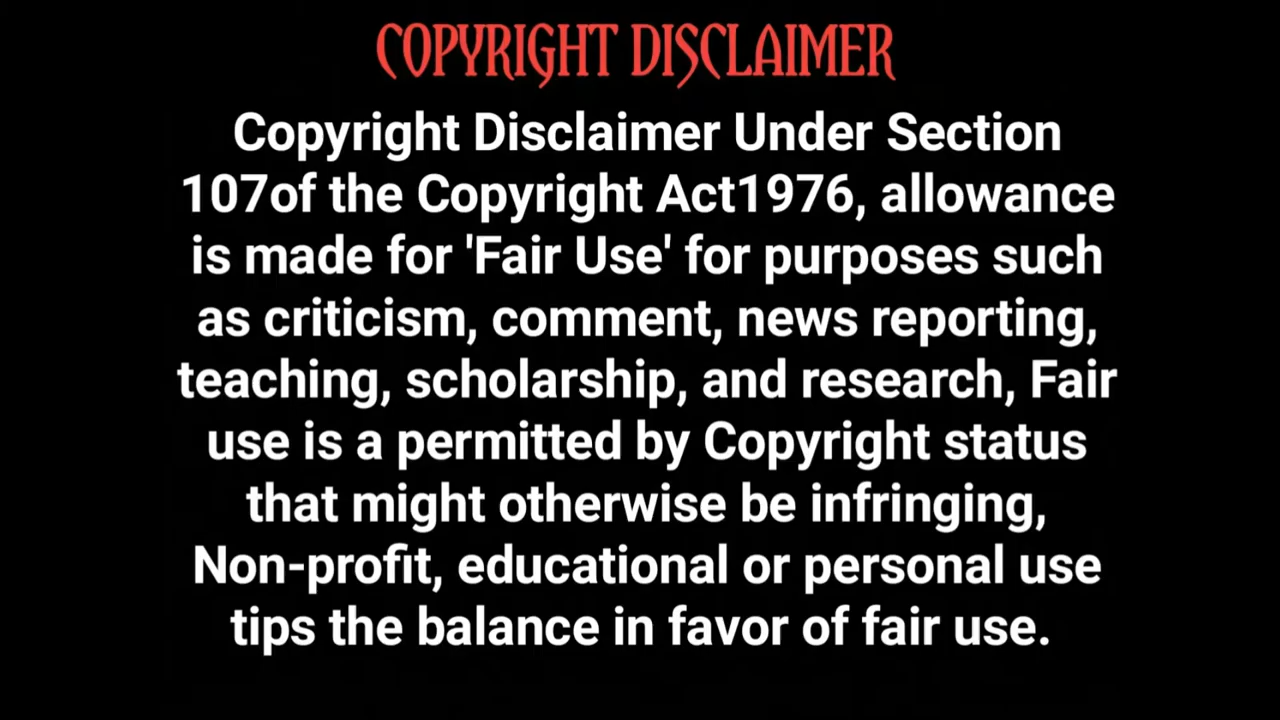 COPYRIGHT DISCLAIMER
Copyright Disclaimer Under Section
107of the Copyright Act1976, allowance
is made for 'Fair Use' for purposes such
as criticism, comment, news reporting,
teaching, scholarship, and research, Fair
use is a permitted by Copyright status
that might otherwise be infringing,
Non-profit, educational or personal use
tips the balance in favor of fair use.